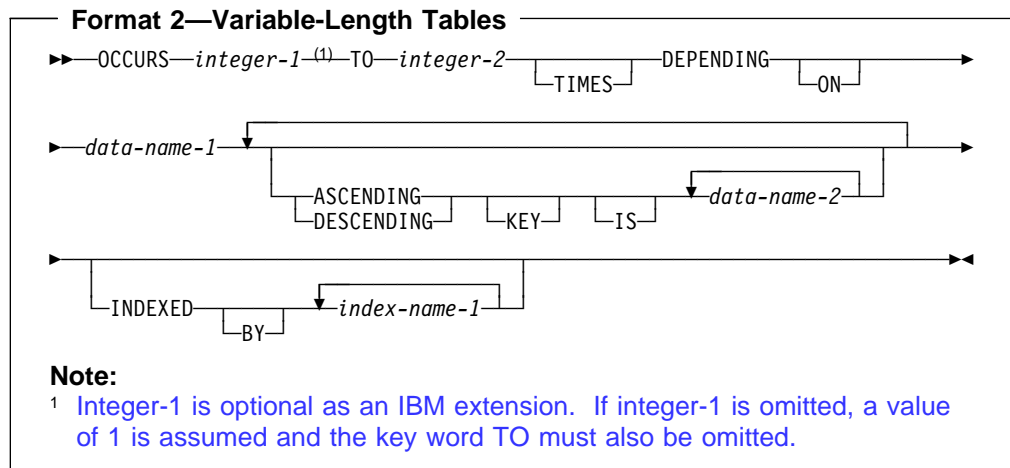 Format 2—Variable-Length Tables
OCCURS integer-1 (1) TO integer-2 TIMES DEPENDING ON
data-name-1 ASCENDING DESCENDING KEY IS data-name-2
INDEXED BY index-name-1
Note:
1 Integer-1 is optional as an IBM extension. If integer-1 is omitted, a value
of 1 is assumed and the key word TO must also be omitted.